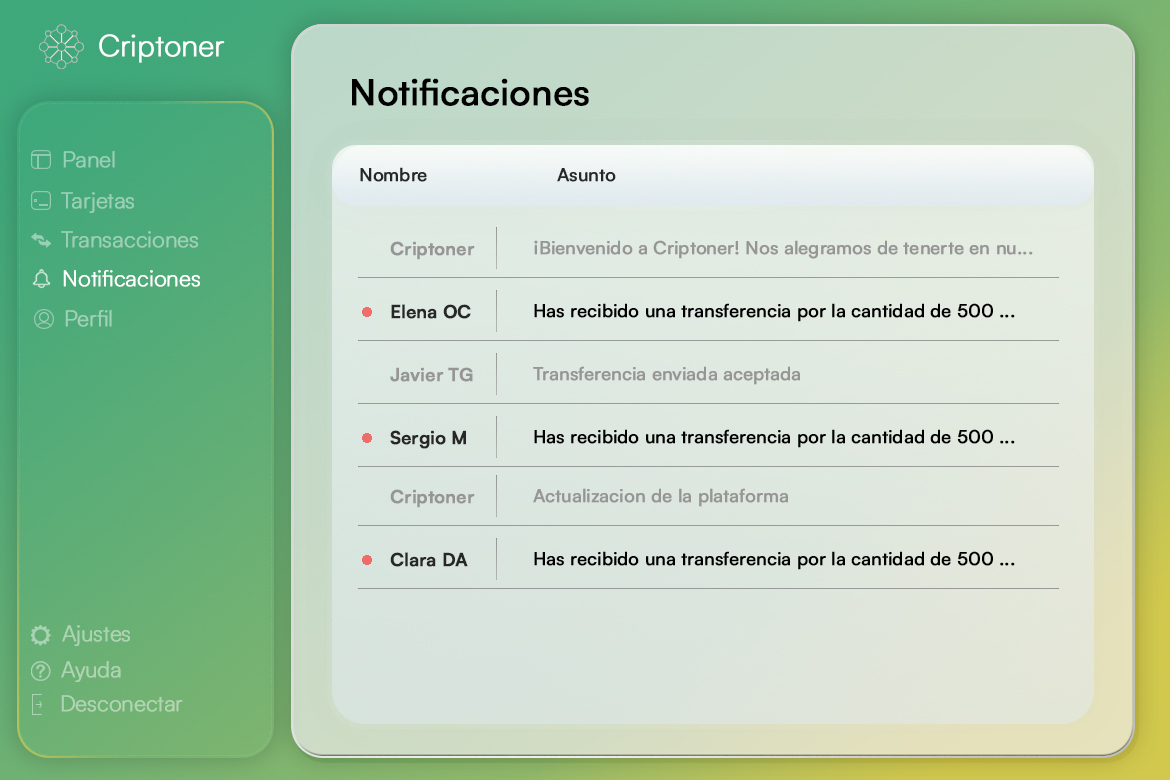 Criptoner
Panel
Tarjetas
Transacciones
Notificaciones
Perfil
Ajustes
Ayuda
Desconectar
Notificaciones
Nombre Asunto
Criptoner ¡Bienvenido a Criptoner! Nos alegramos de tenerte en nu...
Elena OC Has recibido una transferencia por la cantidad de 500 ...
Javier TG Transferencia enviada aceptada
Sergio M Has recibido una transferencia por la cantidad de 500 ...
Criptoner Actualizacion de la plataforma
Clara DA Has recibido una transferencia por la cantidad de 500 ...